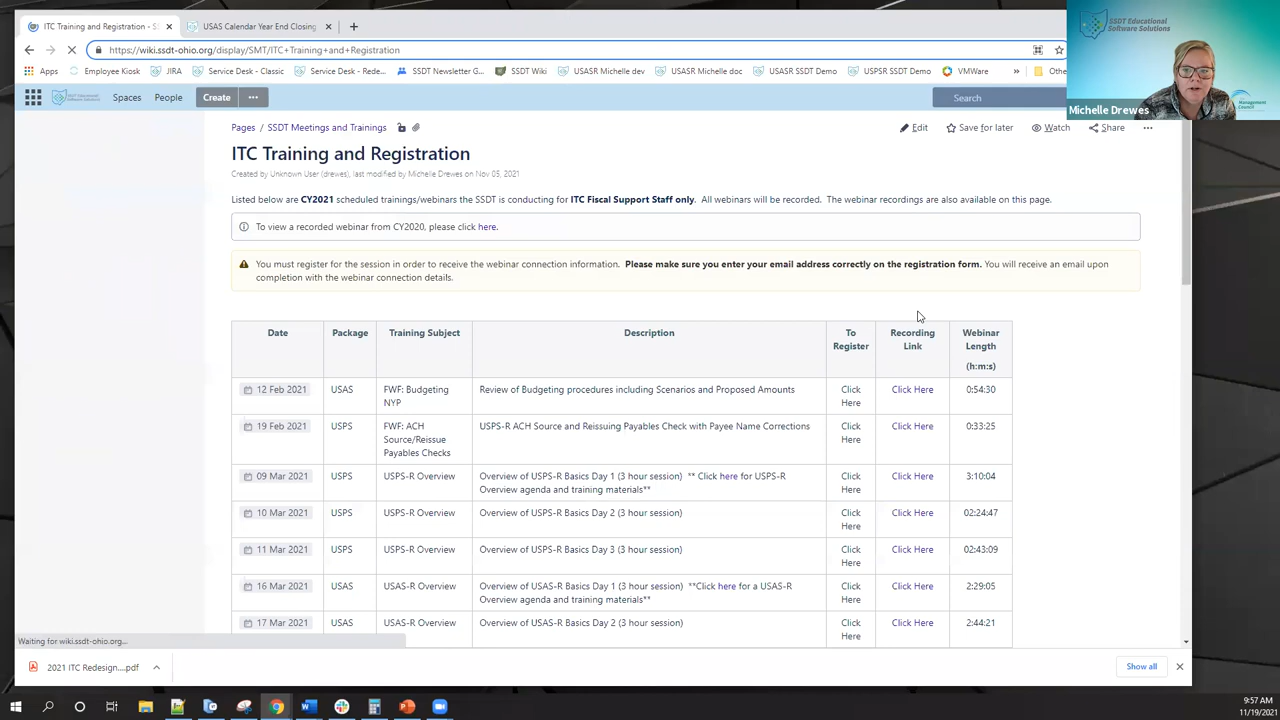 ITC Training and Registration - S
USAS Calendar Year End Closing
https://wiki.ssdt-ohio.org/display/SMT/ITC+Training+and+Registration
Apps
Employee Kiosk
JIRA
Service Desk - Classic
Service Desk - Rede...
SSDT Newsletter G...
SSDT Wiki
USASR Michelle dev
USASR Michelle doc
USASR SSDT Demo
USPSR SSDT Demo
VMWare
»
Othe
SSDT Educational
Software Solutions
Management
Council
Michelle Drewes
Spaces
People
Create
Search
Pages / SSDT Meetings and Trainings
Edit
Save for later
Watch
Share
ITC Training and Registration
Created by Unknown User (drewes), last modified by Michelle Drewes on Nov 05, 2021
Listed below are CY2021 scheduled trainings/webinars the SSDT is conducting for ITC Fiscal Support Staff only. All webinars will be recorded. The webinar recordings are also available on this page.
To view a recorded webinar from CY2020, please click here.
You must register for the session in order to receive the webinar connection information. Please make sure you enter your email address correctly on the registration form. You will receive an email upon
completion with the webinar connection details.
Date Package Training Subject Description To Register Recording Link Webinar Length (h:m:s)
12 Feb 2021 USAS FWF: Budgeting NYP Review of Budgeting procedures including Scenarios and Proposed Amounts Click Here Click Here 0:54:30
19 Feb 2021 USPS FWF: ACH Source/Reissue Payables Checks USPS-R ACH Source and Reissuing Payables Check with Payee Name Corrections Click Here Click Here 0:33:25
09 Mar 2021 USPS USPS-R Overview Overview of USPS-R Basics Day 1 (3 hour session) ** Click here for USPS-R Overview agenda and training materials** Click Here Click Here 3:10:04
10 Mar 2021 USPS USPS-R Overview Overview of USPS-R Basics Day 2 (3 hour session) Click Here Click Here 02:24:47
11 Mar 2021 USPS USPS-R Overview Overview of USPS-R Basics Day 3 (3 hour session) Click Here Click Here 02:43:09
16 Mar 2021 USAS USAS-R Overview Overview of USAS-R Basics Day 1 (3 hour session) **Click here for a USAS-R Overview agenda and training materials** Click Here Click Here 2:29:05
17 Mar 2021 USAS USAS-R Overview Overview of USAS-R Basics Day 2 (3 hour session) Click Here Click Here 2:44:21
Waiting for wiki.ssdt-ohio.org...
2021 ITC Redesign....pdf
Show all
9:57 AM
11/19/2021